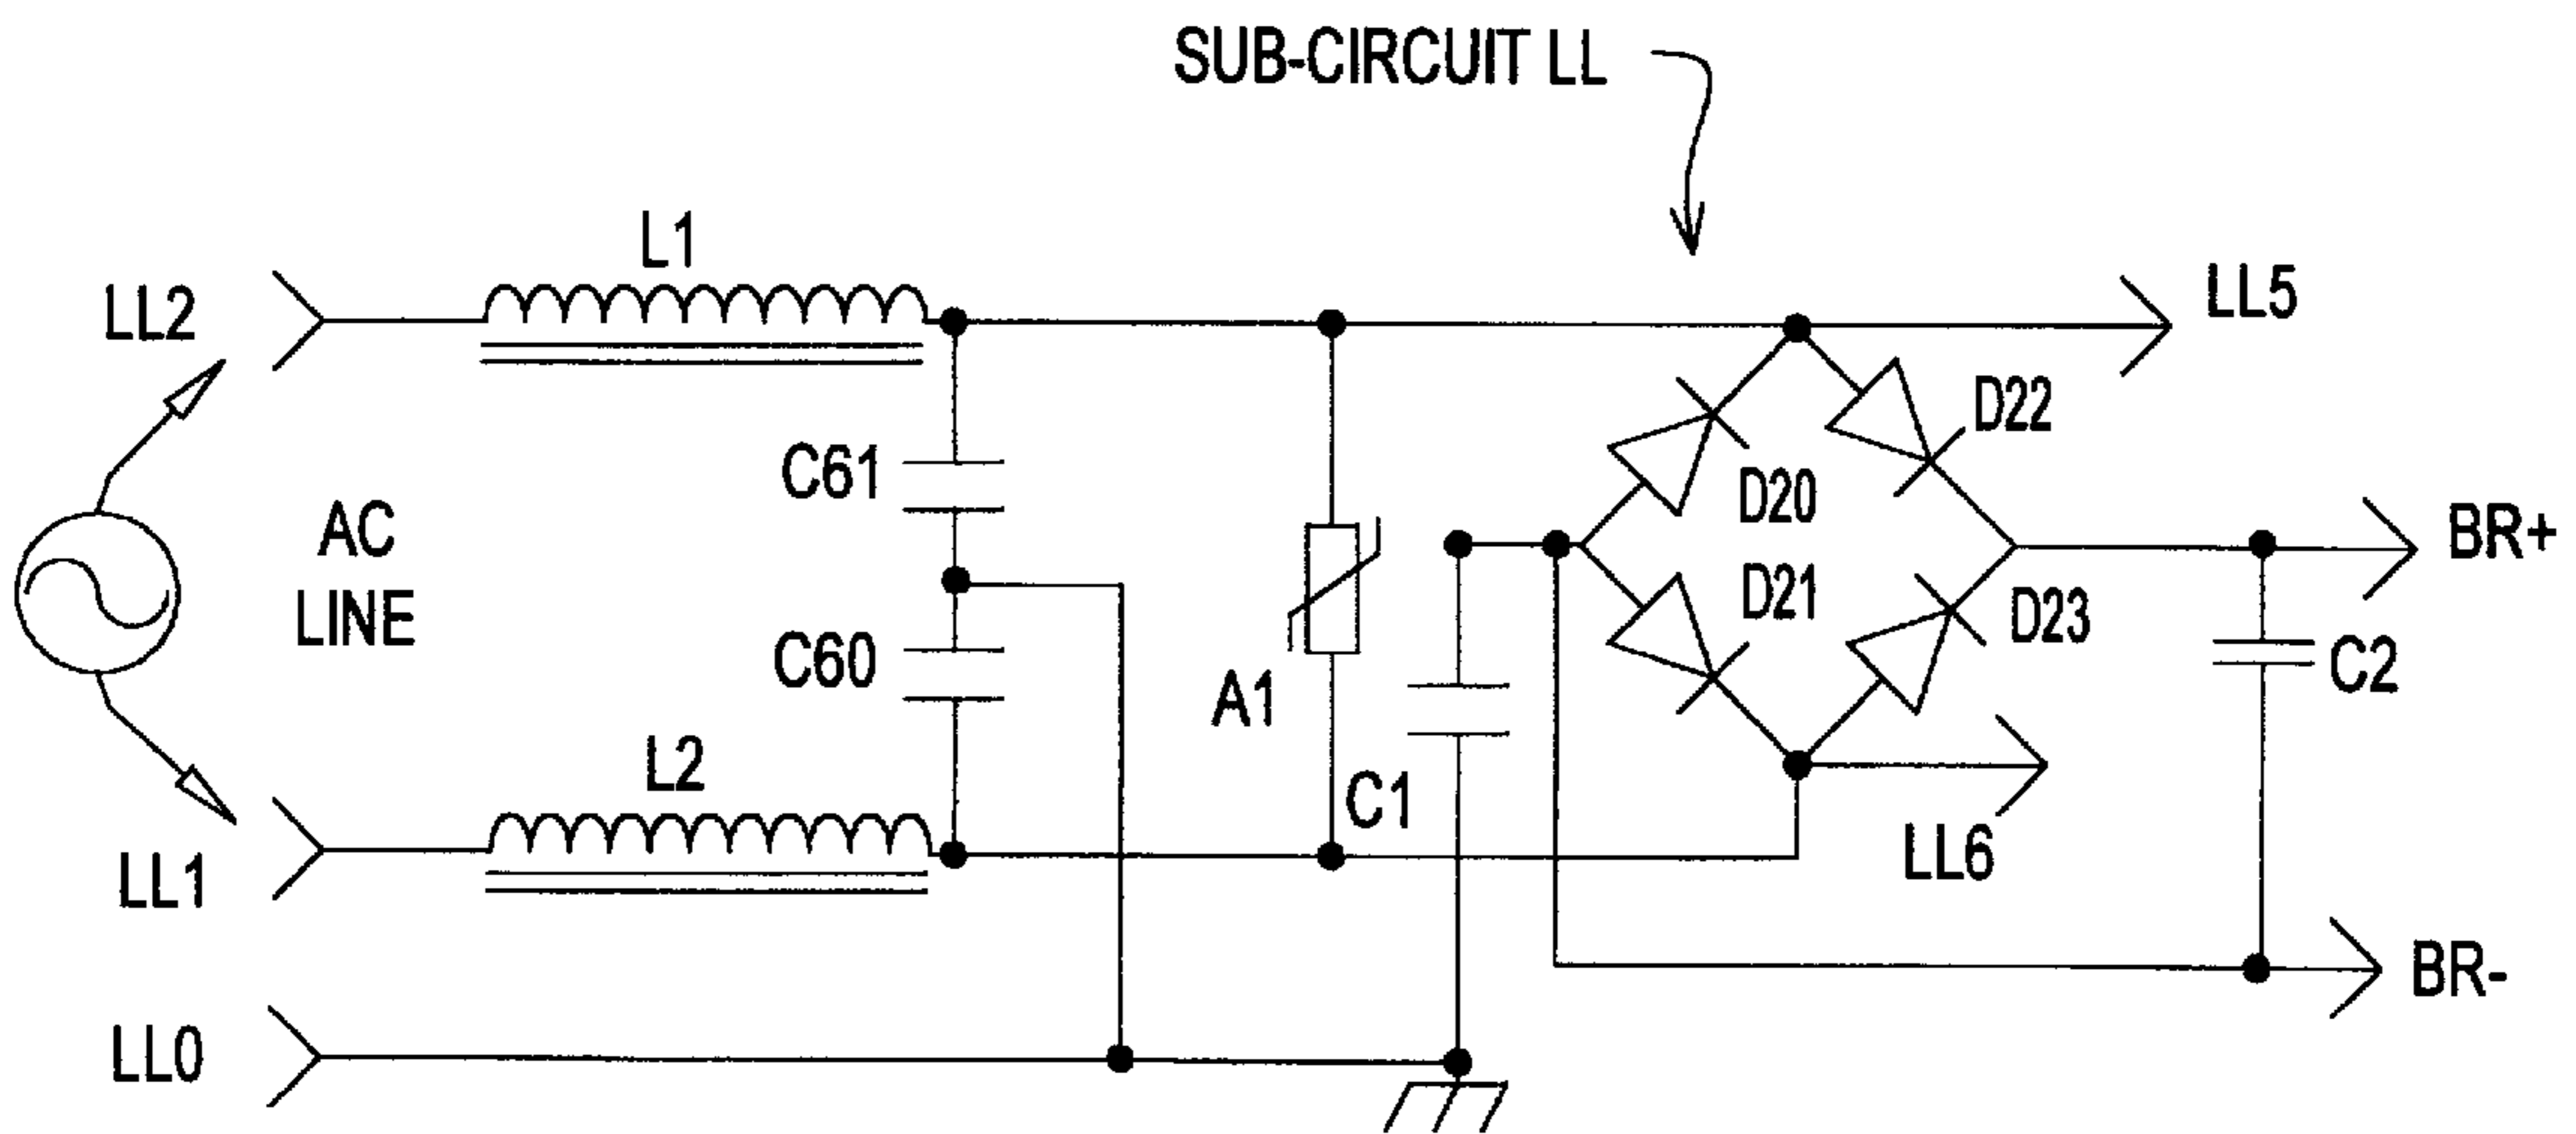 SUB-CIRCUIT LL
L1
LL2
LL5
D22
C61
D20
AC
LINE
BR+
D21
D23
C60
C2
A1
L2
C1
LL6
LL1
BR-
LL0